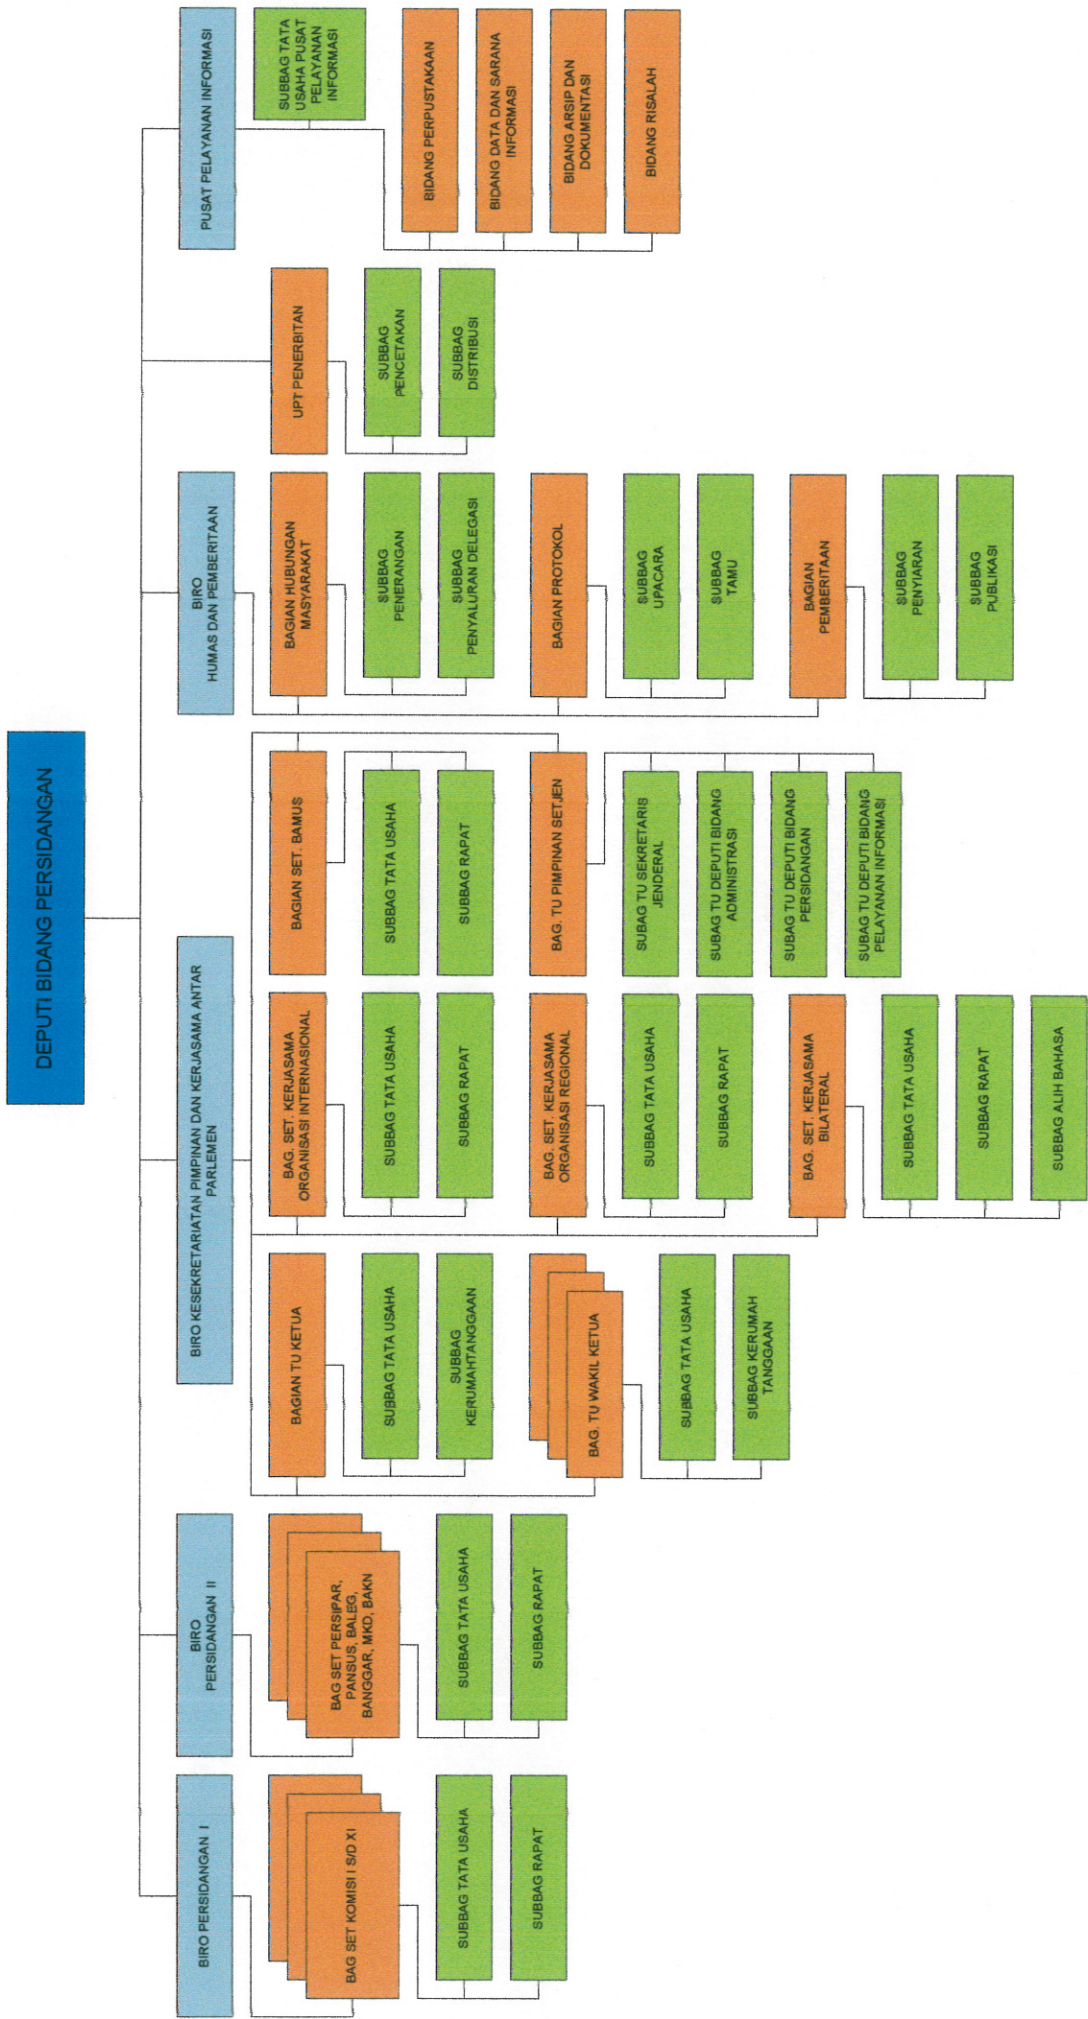 DEPUTI BIDANG PERSIDANGAN
BIRO PERSIDANGAN I
BAG SET KOMISI I S/D XI
SUBBAG TATA USAHA
SUBBAG RAPAT
BIRO
PERSIDANGAN II
BAG SET PERSIPAR,
PANSUS, BALEG,
BANGGAR, MKD, BAKN
SUBBAG TATA USAHA
SUBBAG RAPAT
BIRO KESEKRETARIATAN PIMPINAN DAN KERJASAMA ANTAR
PARLEMEN
BAGIAN TU KETUA
SUBBAG TATA USAHA
SUBBAG
KERUMAHTANGGAAN
BAG. TU WAKIL KETUA
SUBBAG TATA USAHA
SUBBAG KERUMAH
TANGGAAN
BAG. SET. KERJASAMA
ORGANISASI INTERNASIONAL
SUBBAG TATA USAHA
SUBBAG RAPAT
BAG. SET. KERJASAMA
ORGANISASI REGIONAL
SUBBAG TATA USAHA
SUBBAG RAPAT
BAG. SET. KERJASAMA
BILATERAL
SUBBAG TATA USAHA
SUBBAG RAPAT
SUBBAG ALIH BAHASA
BAGIAN SET. BAMUS
SUBBAG TATA USAHA
SUBBAG RAPAT
BAG. TU PIMPINAN SETJEN
SUBAG TU SEKRETARIS
JENDERAL
SUBAG TU DEPUTI BIDANG
ADMINISTRASI
SUBAG TU DEPUTI BIDANG
PERSIDANGAN
SUBAG TU DEPUTI BIDANG
PELAYANAN INFORMASI
BIRO
HUMAS DAN PEMBERITAAN
BAGIAN HUBUNGAN
MASYARAKAT
SUBBAG
PENERANGAN
SUBBAG
PENYALURAN DELEGASI
BAGIAN PROTOKOL
SUBBAG
UPACARA
SUBBAG
TAMU
BAGIAN
PEMBERITAAN
SUBBAG
PENYIARAN
SUBBAG
PUBLIKASI
UPT PENERBITAN
SUBBAG
PENCETAKAN
SUBBAG
DISTRIBUSI
PUSAT PELAYANAN INFORMASI
SUBBAG TATA
USAHA PUSAT
PELAYANAN
INFORMASI
BIDANG PERPUSTAKAAN
BIDANG DATA DAN SARANA
INFORMASI
BIDANG ARSIP DAN
DOKUMENTASI
BIDANG RISALAH